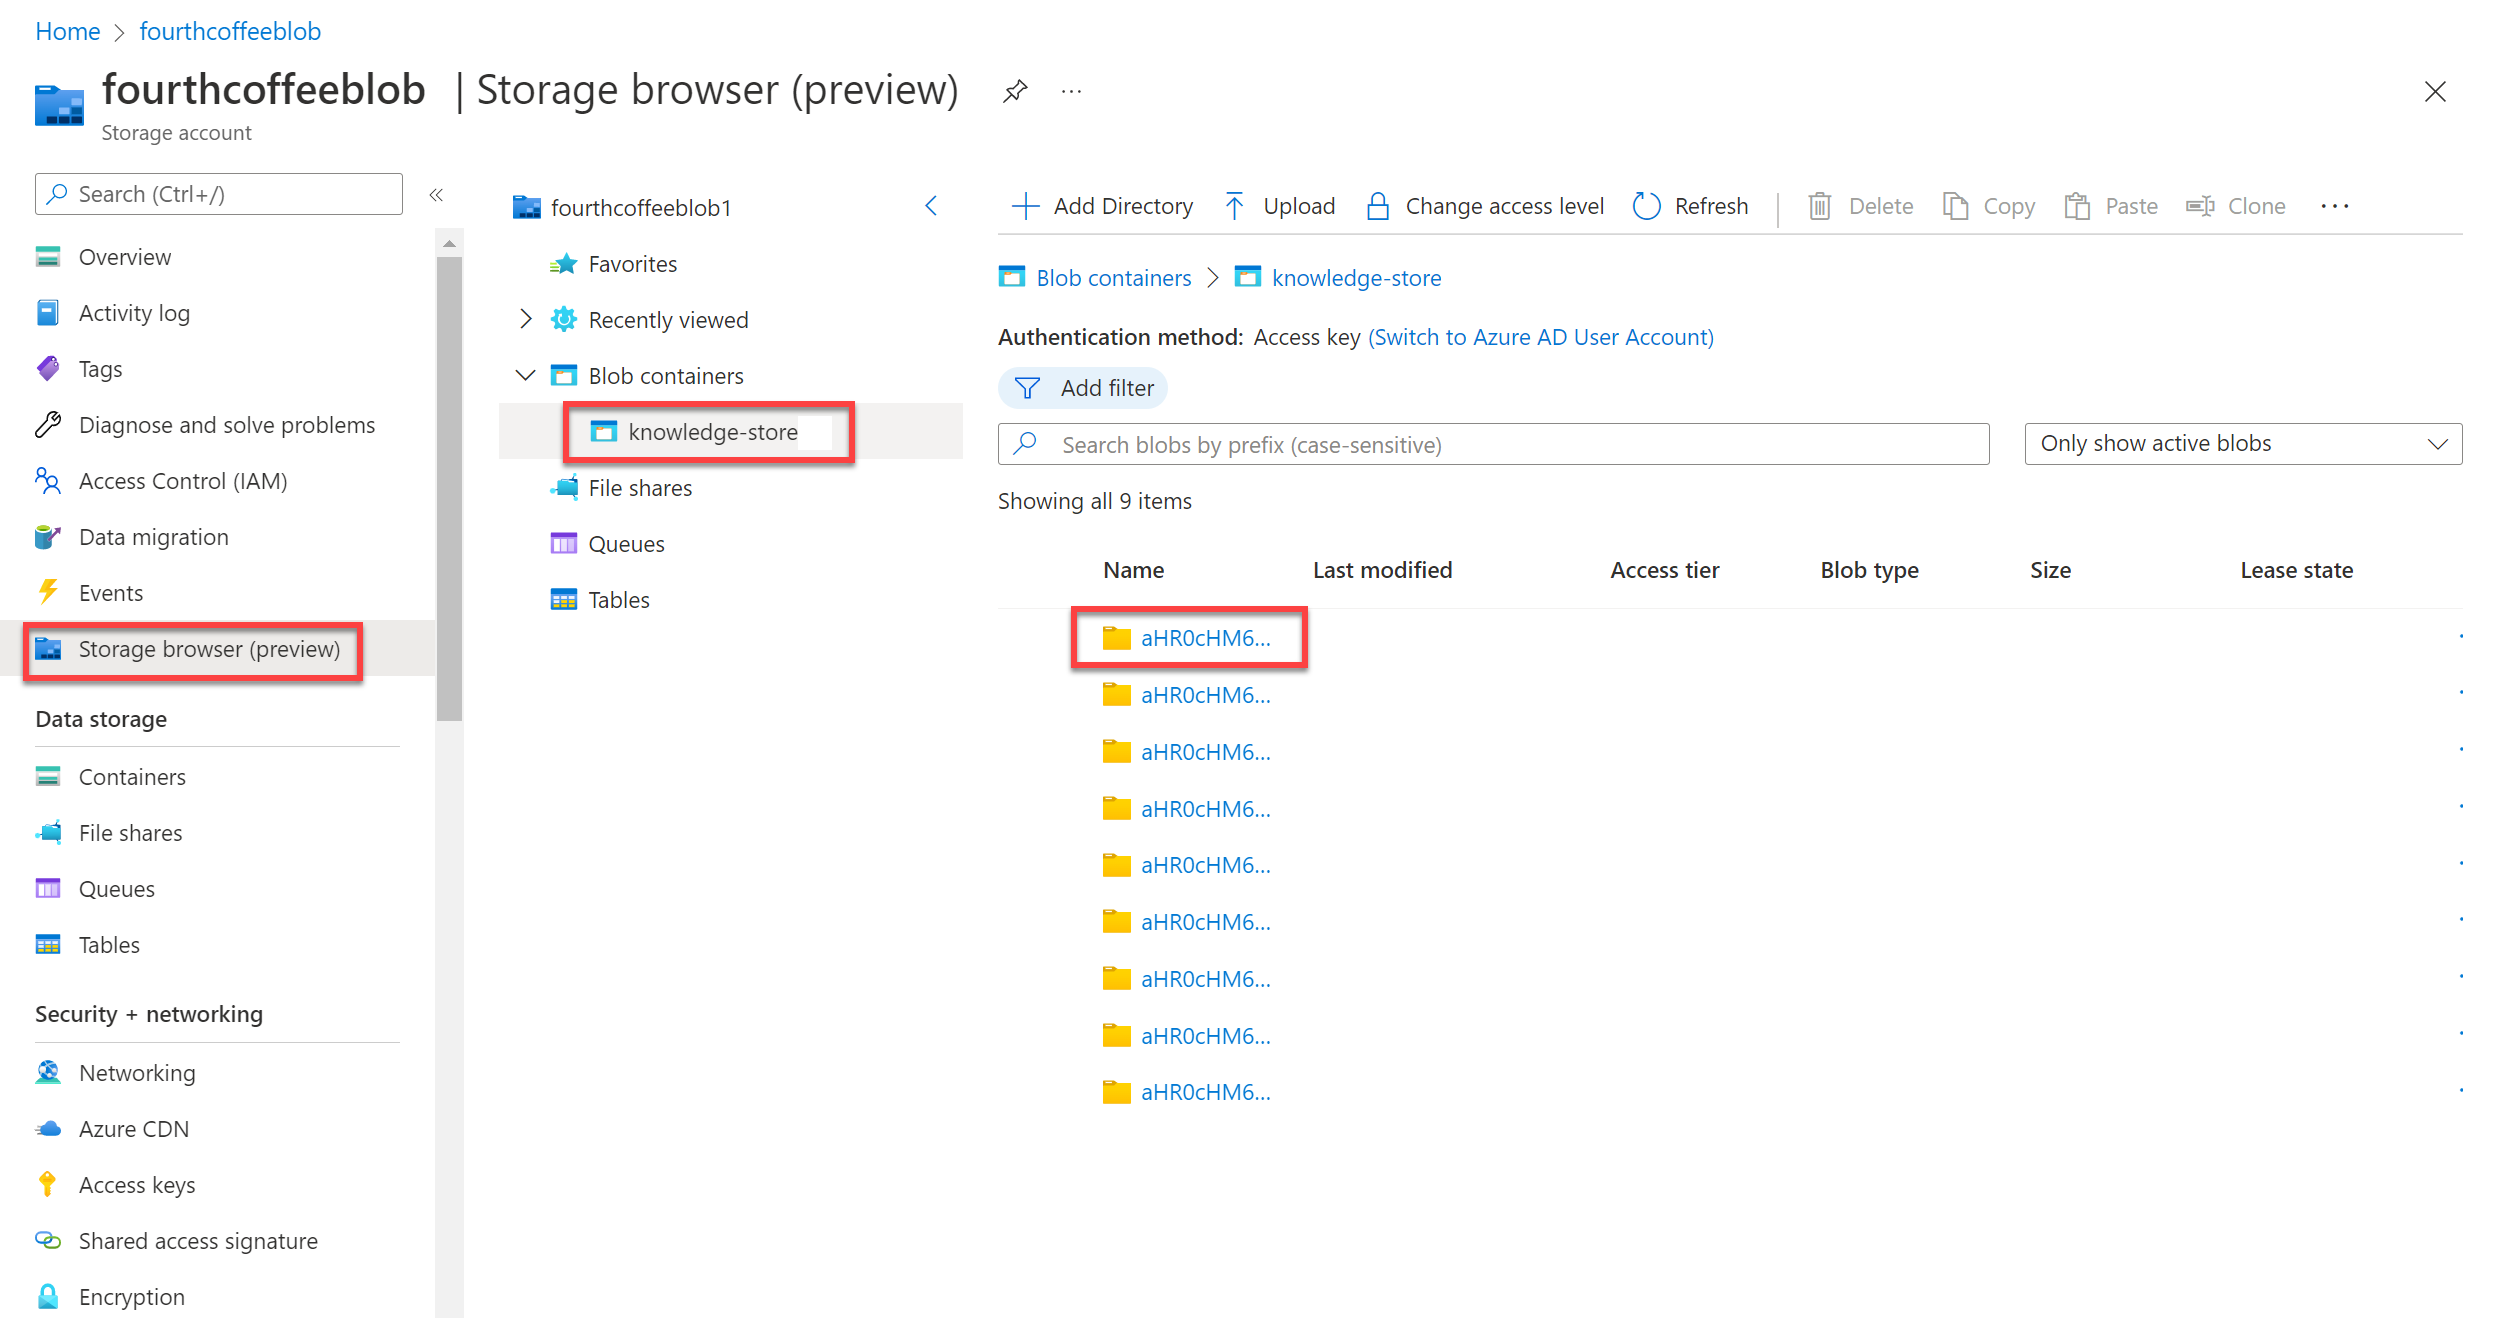 Home > fourthcoffeeblob
fourthcoffeeblob | Storage browser (preview) ...
Storage account
Search (Ctrl+/)
«
Overview
Activity log
Tags
Diagnose and solve problems
Access Control (IAM)
Data migration
Events
Storage browser (preview)
Data storage
Containers
File shares
Queues
Tables
Security + networking
Networking
Azure CDN
Access keys
Shared access signature
Encryption
fourthcoffeeblob1
Favorites
Recently viewed
Blob containers
knowledge-store
File shares
Queues
Tables
Add Directory Upload Change access level Refresh Delete Copy Paste Clone ...
Blob containers > knowledge-store
Authentication method: Access key (Switch to Azure AD User Account)
Add filter
Search blobs by prefix (case-sensitive) Only show active blobs
Showing all 9 items
Name Last modified Access tier Blob type Size Lease state
aHR0cHM6...
aHR0cHM6...
aHR0cHM6...
aHR0cHM6...
aHR0cHM6...
aHR0cHM6...
aHR0cHM6...
aHR0cHM6...
aHR0cHM6...